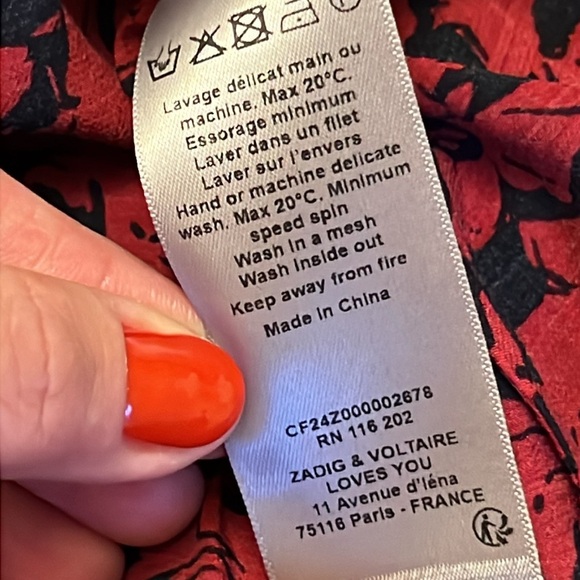 Lavage délicat main ou
machine. Max 20°C.
Essorage minimum
Laver dans un filet
Laver sur l'envers
Hand or machine delicate
wash. Max 20°C. Minimum
speed spin
Wash in a mesh
Wash inside out
Keep away from fire
Made in China
CF24Z000002678
RN 116 202
ZADIG & VOLTAIRE
LOVES YOU
11 Avenue d'Iéna
75116 Paris - FRANCE